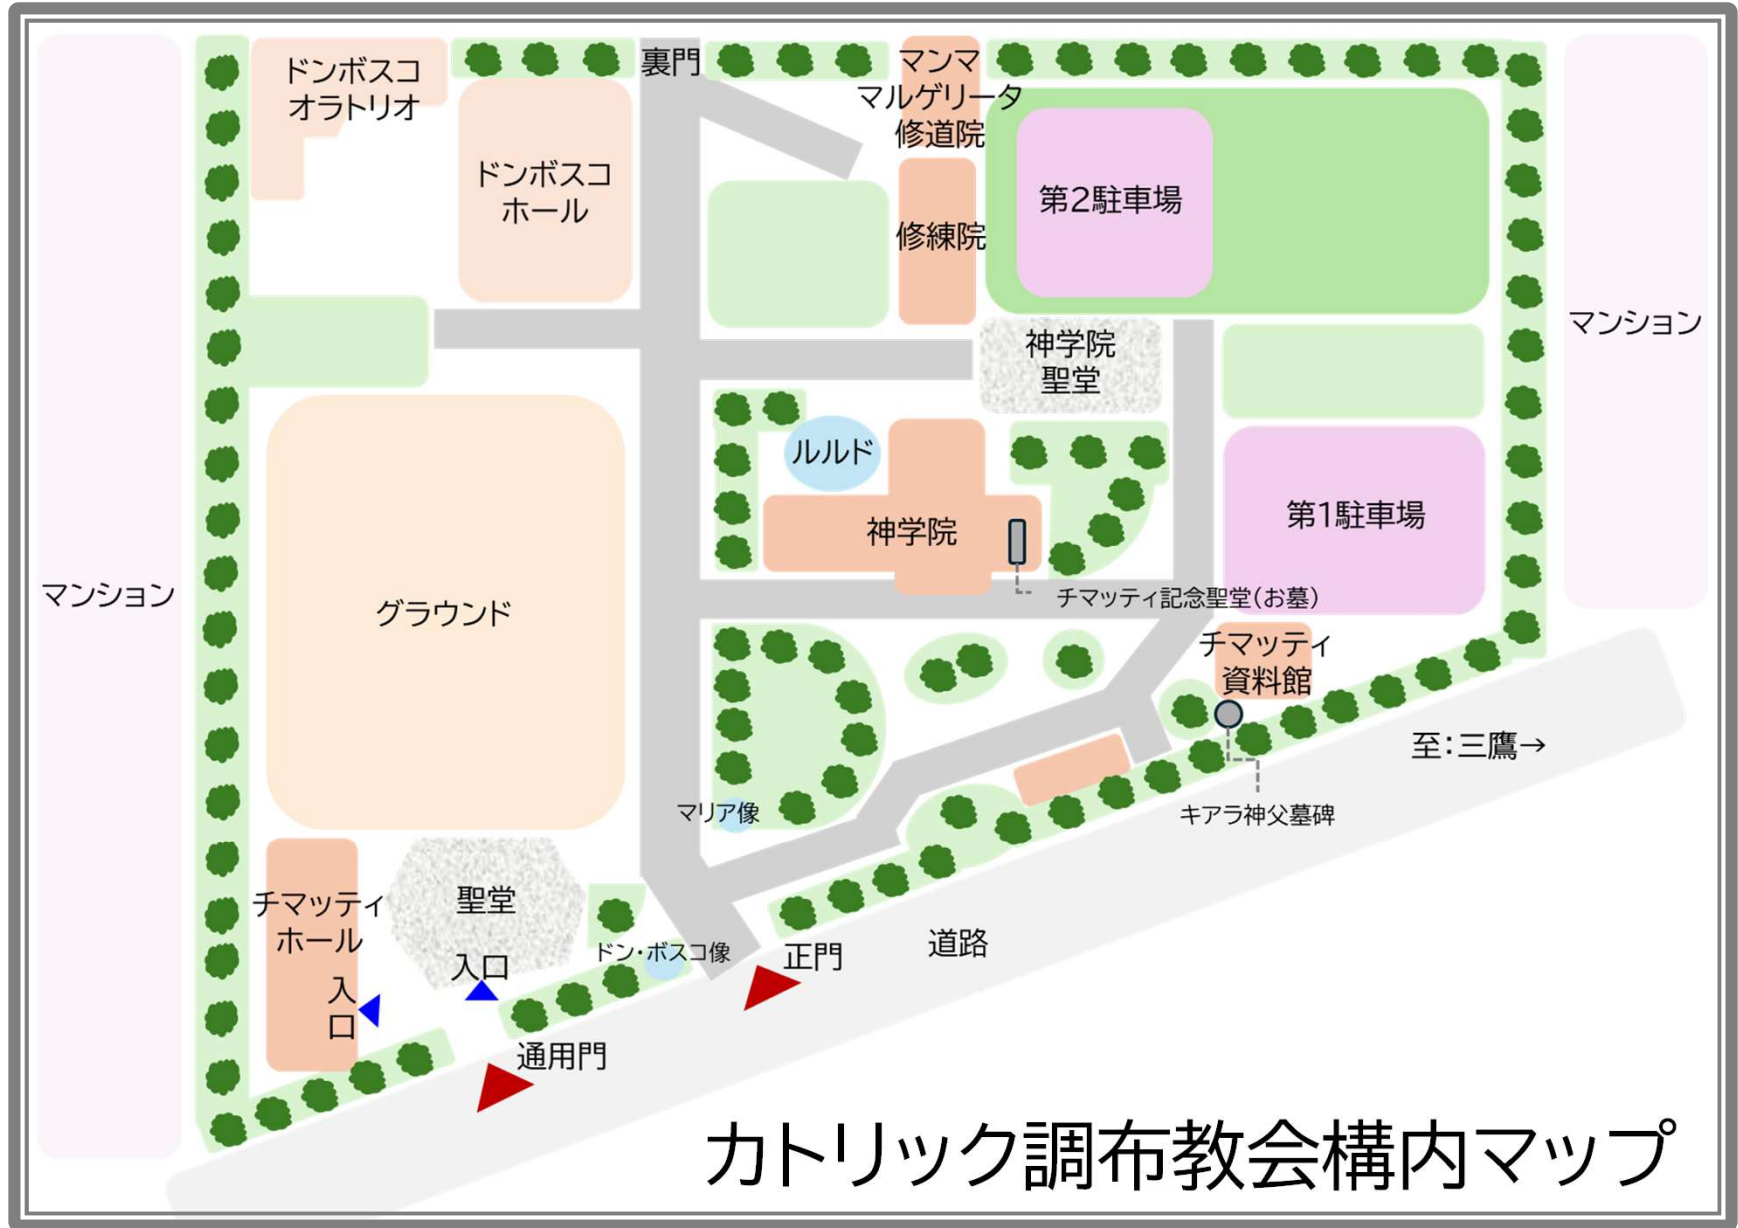 ドンボスコ
オラトリオ
裏門
マンマ
マルゲリータ
修道院
ドンボスコ
ホール
修練院
第2駐車場
マンション
神学院
聖堂
ルルド
神学院
第1駐車場
マンション
グラウンド
チマッティ記念聖堂(お墓)
チマッティ
資料館
至:三鷹→
マリア像
キアラ神父墓碑
チマッティ
ホール
入
口
聖堂
入口
ドン・ボスコ像
正門
道路
通用門
カトリック調布教会構内マップ